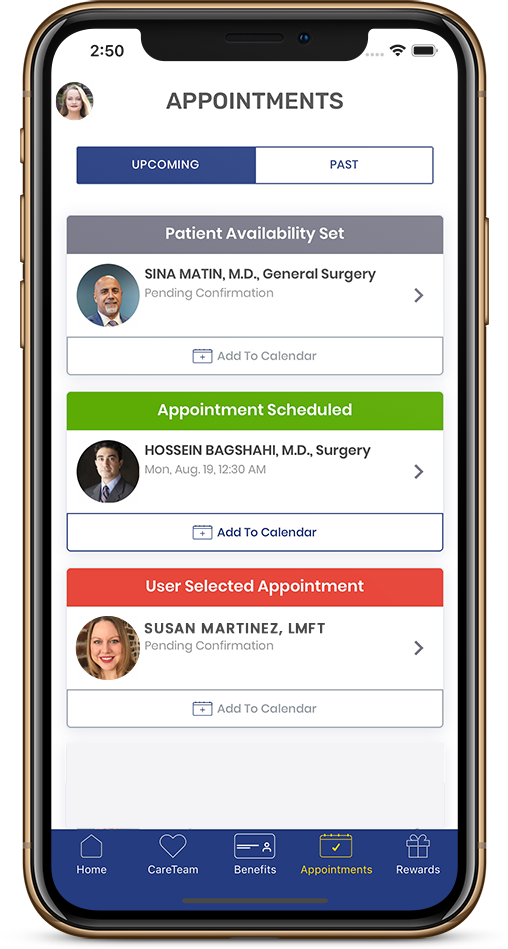 2:50
APPOINTMENTS
UPCOMING
PAST
Patient Availability Set
SINA MATIN, M.D., General Surgery
Pending Confirmation
Add To Calendar
Appointment Scheduled
HOSSEIN BAGSHAHI, M.D., Surgery
Mon, Aug. 19, 12:30 AM
Add To Calendar
User Selected Appointment
SUSAN MARTINEZ, LMFT
Pending Confirmation
Add To Calendar
Home
CareTeam
Benefits
Appointments
Rewards